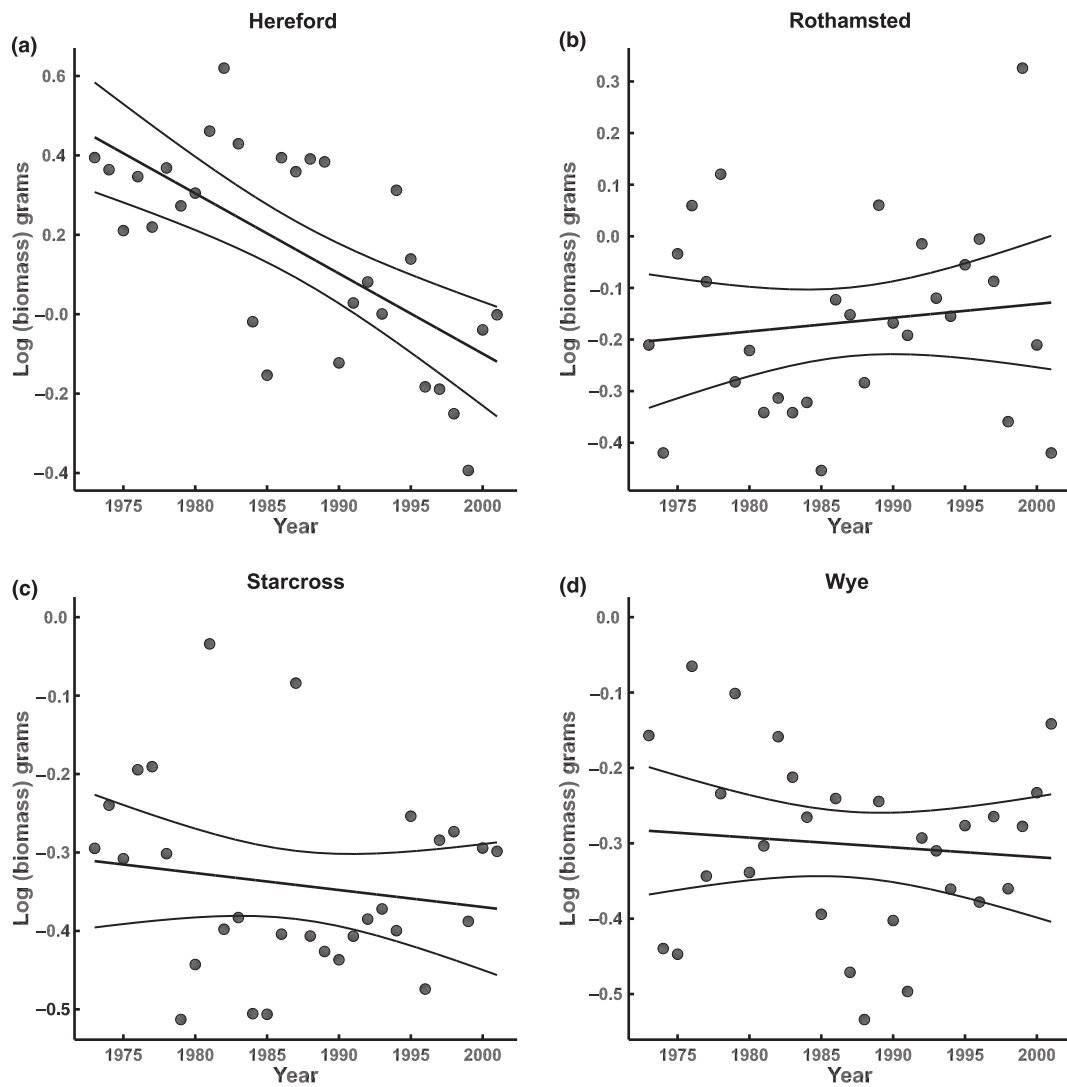 Hereford
(a)
Log (biomass) grams
0.6
0.4
0.2
–0.0
–0.2
–0.4
1975 1980 1985 1990 1995 2000
Year
Rothamsted
(b)
Log (biomass) grams
0.3
0.2
0.1
0.0
–0.1
–0.2
–0.3
–0.4
1975 1980 1985 1990 1995 2000
Year
Starcross
(c)
Log (biomass) grams
0.0
–0.1
–0.2
–0.3
–0.4
–0.5
1975 1980 1985 1990 1995 2000
Year
Wye
(d)
Log (biomass) grams
0.0
–0.1
–0.2
–0.3
–0.4
–0.5
1975 1980 1985 1990 1995 2000
Year